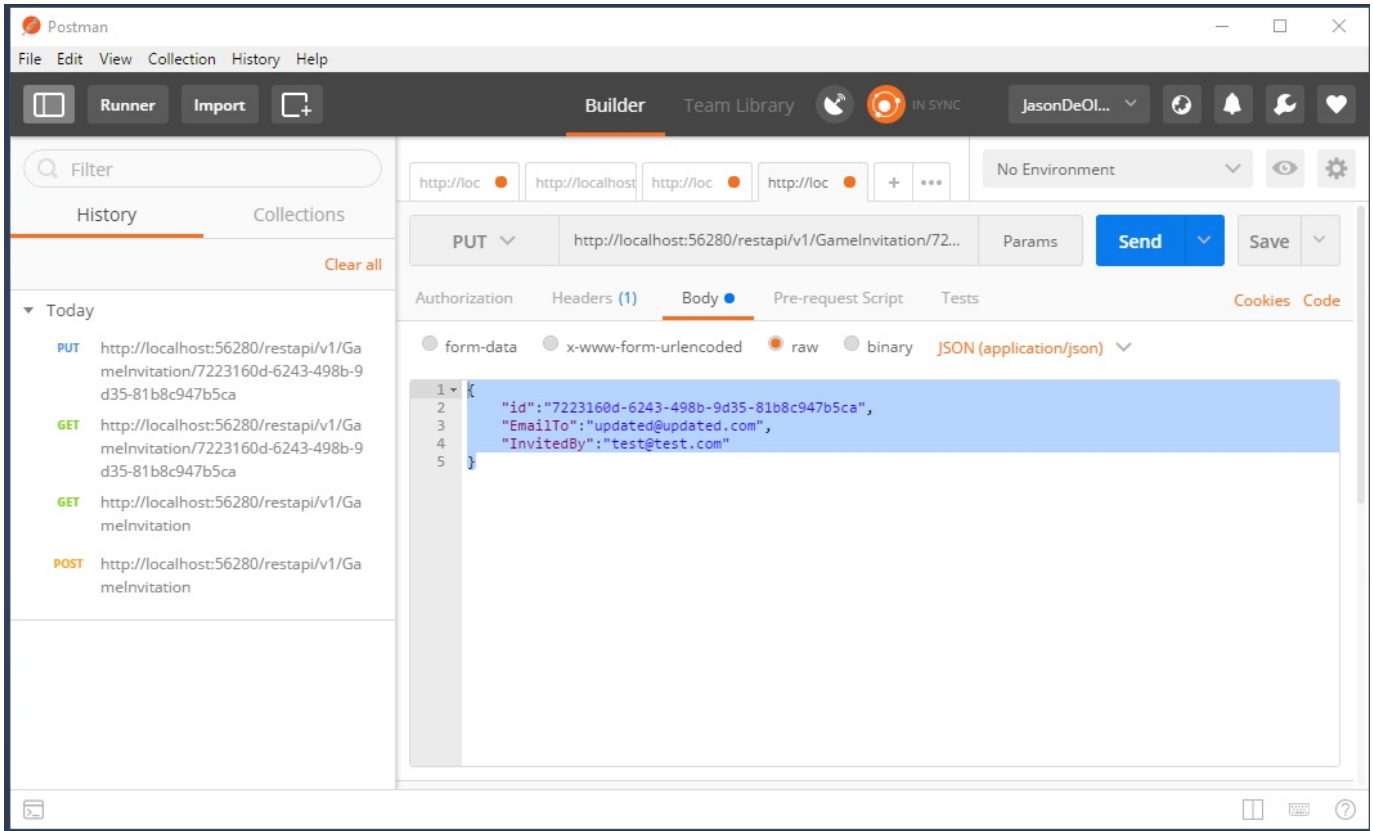 Postman
File Edit View Collection History Help
Runner Import Builder Team Library IN SYNC JasonDeOl...
Filter
History Collections
Clear all
Today
PUT http://localhost:56280/restapi/v1/Ga
meInvitation/7223160d-6243-498b-9
d35-81b8c947b5ca
GET http://localhost:56280/restapi/v1/Ga
meInvitation/7223160d-6243-498b-9
d35-81b8c947b5ca
GET http://localhost:56280/restapi/v1/Ga
meInvitation
POST http://localhost:56280/restapi/v1/Ga
meInvitation
http://loc http://localhost http://loc http://loc + ••• No Environment
PUT http://localhost:56280/restapi/v1/GameInvitation/72... Params Send Save
Authorization Headers (1) Body Pre-request Script Tests Cookies Code
form-data x-www-form-urlencoded raw binary JSON (application/json)
1 {
2 "id":"7223160d-6243-498b-9d35-81b8c947b5ca",
3 "EmailTo":"updated@updated.com",
4 "InvitedBy":"test@test.com"
5 }